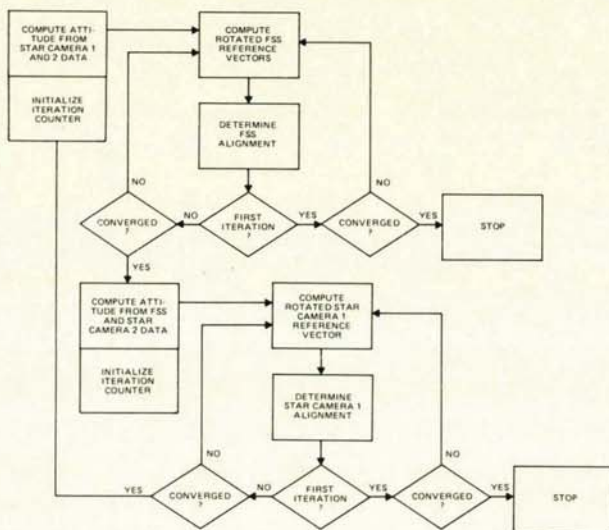 COMPUTE ATTI-
TUDE FROM
STAR CAMERA 1
AND 2 DATA
INITIALIZE
ITERATION
COUNTER
COMPUTE
ROTATED FSS
REFERENCE
VECTORS
DETERMINE
FSS
ALIGNMENT
NO
NO
CONVERGED
?
NO
FIRST
ITERATION
?
YES
CONVERGED
?
YES
STOP
YES
COMPUTE ATTI-
TUDE FROM FSS
AND STAR
CAMERA 2 DATA
INITIALIZE
ITERATION
COUNTER
COMPUTE
ROTATED STAR
CAMERA 1
REFERENCE
VECTOR
DETERMINE
STAR CAMERA 1
ALIGNMENT
NO
NO
YES
CONVERGED
?
NO
FIRST
ITERATION
?
YES
CONVERGED
?
YES
STOP